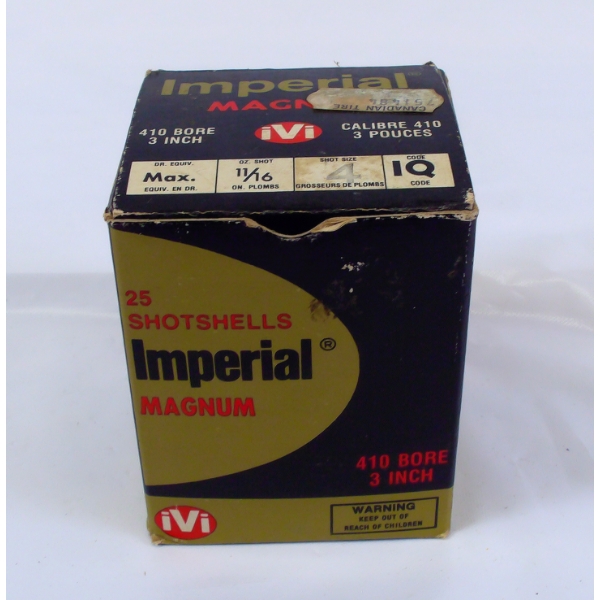 Imperial®
MAGN
CANADIAN TIRE
410 BORE
3 INCH
iVi
CALIBRE 410
3 POUCES
DR. EQUIV.
Max.
EQUIV. EN DR.
OZ. SHOT
11/16
ON. PLOMBS
SHOT SIZE
4
GROSSEURS DE PLOMBS
CODE
IQ
CODE
25
SHOTSHELLS
Imperial®
MAGNUM
410 BORE
3 INCH
iVi
WARNING
KEEP OUT OF
REACH OF CHILDREN